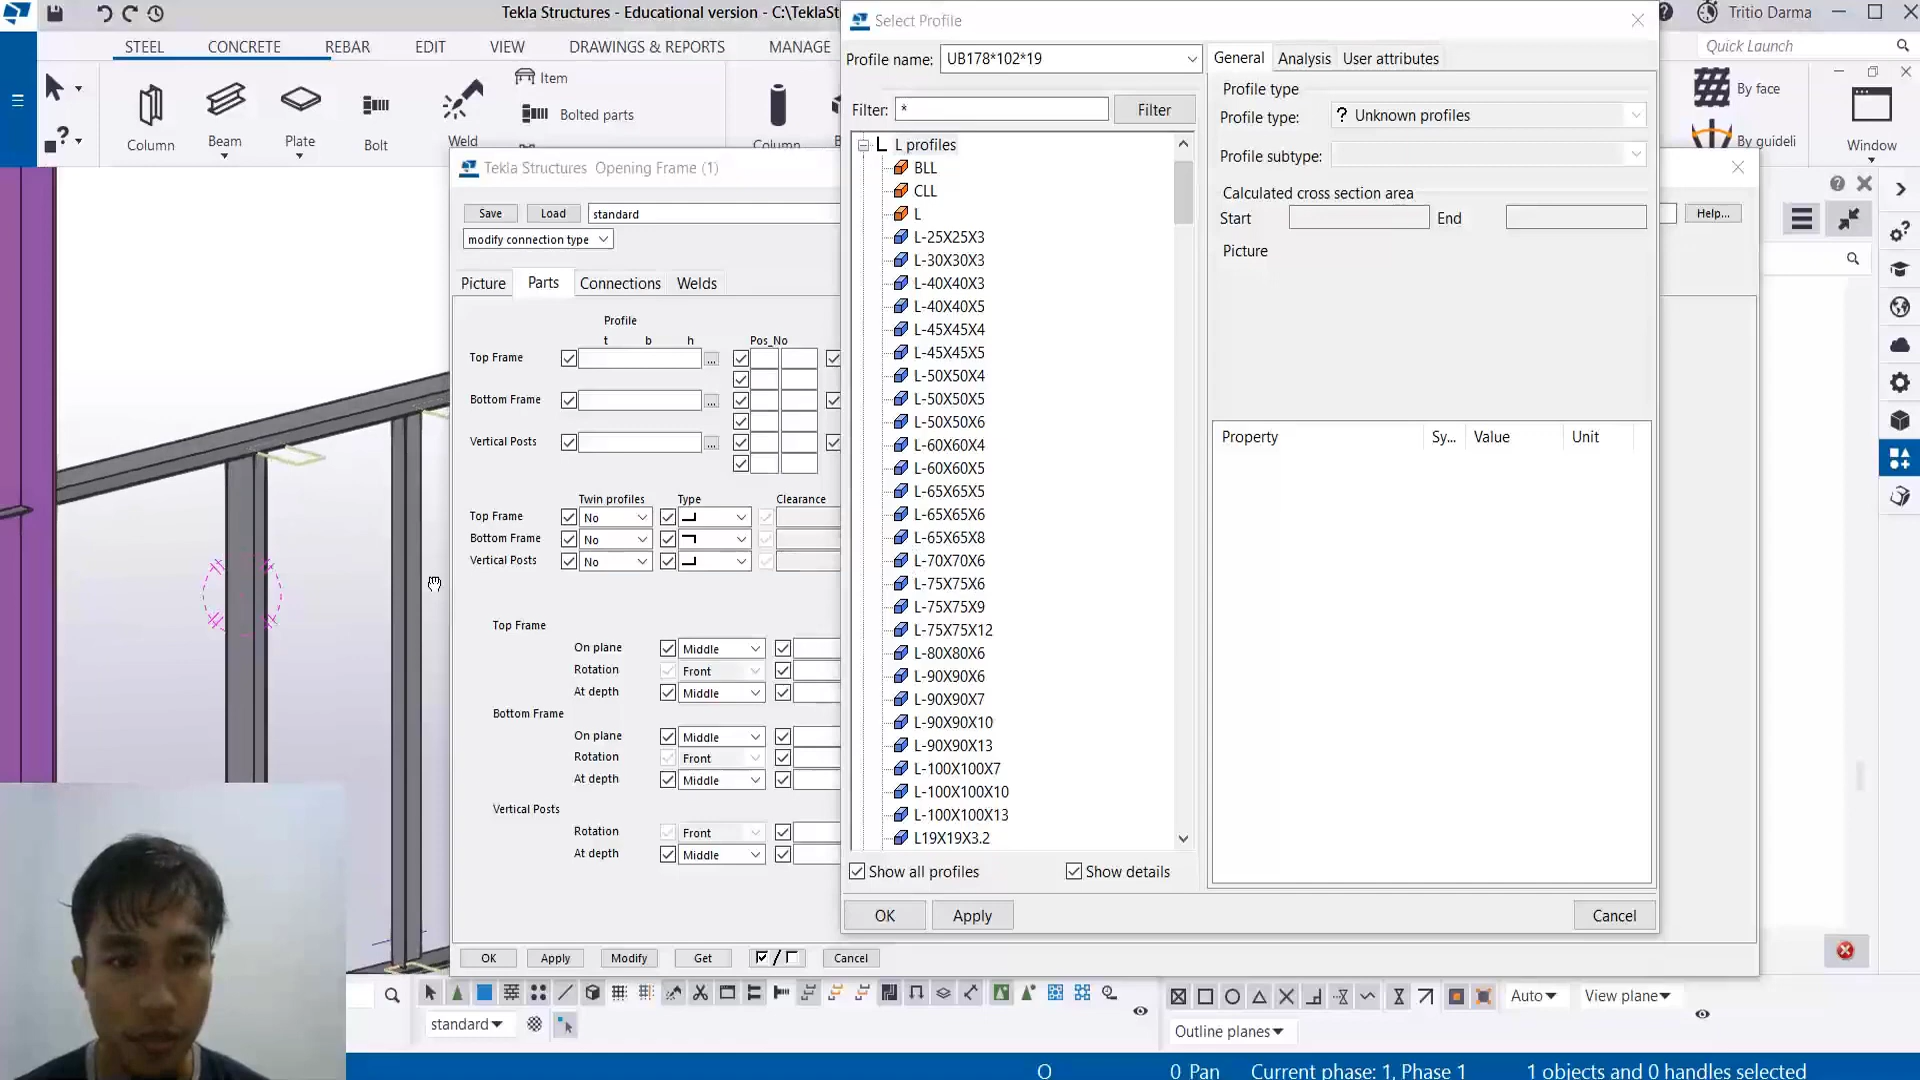 Tekla Structures - Educational version - C:\TeklaSt
Tritio Darma
STEEL CONCRETE REBAR EDIT VIEW DRAWINGS & REPORTS MANAGE
Quick Launch
Column Beam Plate Bolt Weld
Item
Bolted parts
Column
By face
By guideli
Window
Select Profile
Profile name: UB178*102*19
Filter: * Filter
L profiles
BLL
CLL
L
L-25X25X3
L-30X30X3
L-40X40X3
L-40X40X5
L-45X45X4
L-45X45X5
L-50X50X4
L-50X50X5
L-50X50X6
L-60X60X4
L-60X60X5
L-65X65X5
L-65X65X6
L-65X65X8
L-70X70X6
L-75X75X6
L-75X75X9
L-75X75X12
L-80X80X6
L-90X90X6
L-90X90X7
L-90X90X10
L-90X90X13
L-100X100X7
L-100X100X10
L-100X100X13
L19X19X3.2
Show all profiles Show details
OK Apply Cancel
General Analysis User attributes
Profile type
Profile type: ? Unknown profiles
Profile subtype:
Calculated cross section area
Start End
Picture
Property Sy... Value Unit
Tekla Structures Opening Frame (1)
Save Load standard
Help...
modify connection type
Picture Parts Connections Welds
Profile
t b h Pos_No
Top Frame ...
Bottom Frame ...
Vertical Posts ...
Twin profiles Type Clearance
Top Frame No
Bottom Frame No
Vertical Posts No
Top Frame
On plane Middle
Rotation Front
At depth Middle
Bottom Frame
On plane Middle
Rotation Front
At depth Middle
Vertical Posts
Rotation Front
At depth Middle
OK Apply Modify Get / Cancel
standard
Auto View plane
Outline planes
O 0 Pan Current phase: 1, Phase 1 1 objects and 0 handles selected